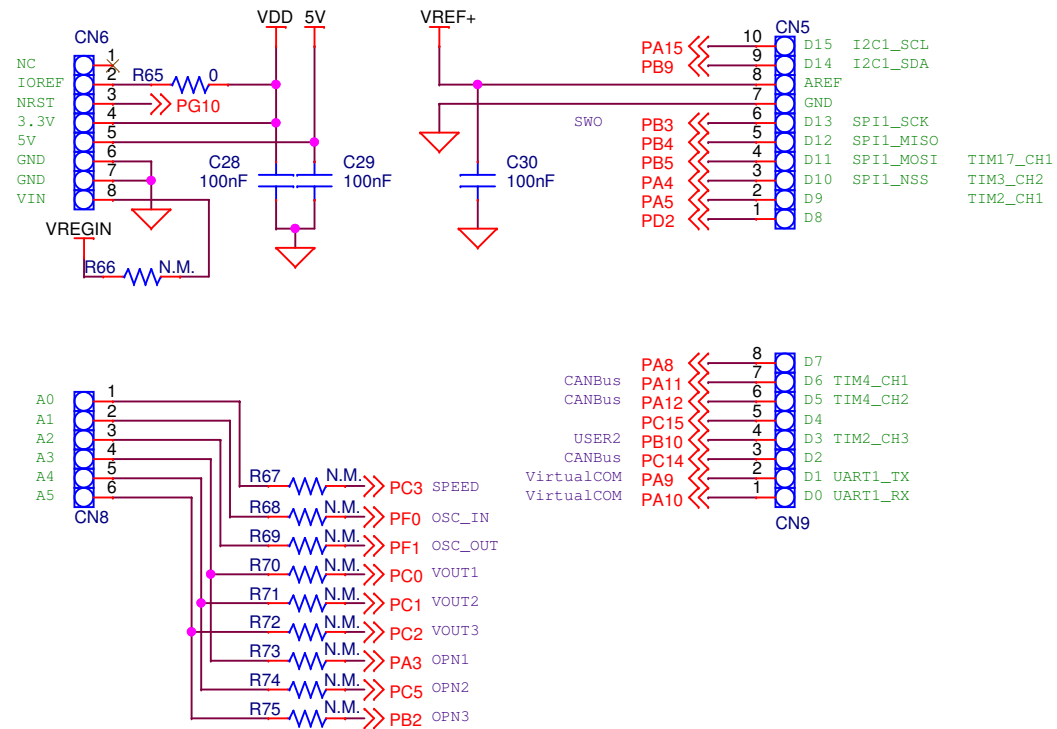 VDD 5V
VREF+
CN6
1
NC
2
IOREF
R65 0
3
NRST
PG10
4
3.3V
5
5V
6
GND
7
GND
8
VIN
C28
100nF
C29
100nF
C30
100nF
VREGIN
R66 N.M.
CN5
PA15 10 D15 I2C1_SCL
PB9 9 D14 I2C1_SDA
8 AREF
7 GND
SWO PB3 6 D13 SPI1_SCK
PB4 5 D12 SPI1_MISO
PB5 4 D11 SPI1_MOSI TIM17_CH1
PA4 3 D10 SPI1_NSS TIM3_CH2
PA5 2 D9 TIM2_CH1
PD2 1 D8
A0 1
A1 2
A2 3
A3 4
A4 5
A5 6
CN8
R67 N.M. PC3 SPEED
R68 N.M. PF0 OSC_IN
R69 N.M. PF1 OSC_OUT
R70 N.M. PC0 VOUT1
R71 N.M. PC1 VOUT2
R72 N.M. PC2 VOUT3
R73 N.M. PA3 OPN1
R74 N.M. PC5 OPN2
R75 N.M. PB2 OPN3
PA8 8 D7
CANBus PA11 7 D6 TIM4_CH1
CANBus PA12 6 D5 TIM4_CH2
PC15 5 D4
USER2 PB10 4 D3 TIM2_CH3
CANBus PC14 3 D2
VirtualCOM PA9 2 D1 UART1_TX
VirtualCOM PA10 1 D0 UART1_RX
CN9